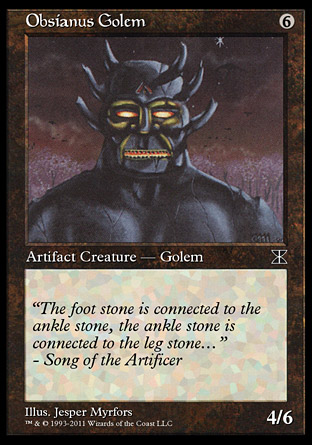 Obsianus Golem 6
Artifact Creature — Golem
“The foot stone is connected to the
ankle stone, the ankle stone is
connected to the leg stone…”
- Song of the Artificer
Illus. Jesper Myrfors
™ & © 1993-2011 Wizards of the Coast LLC
4/6